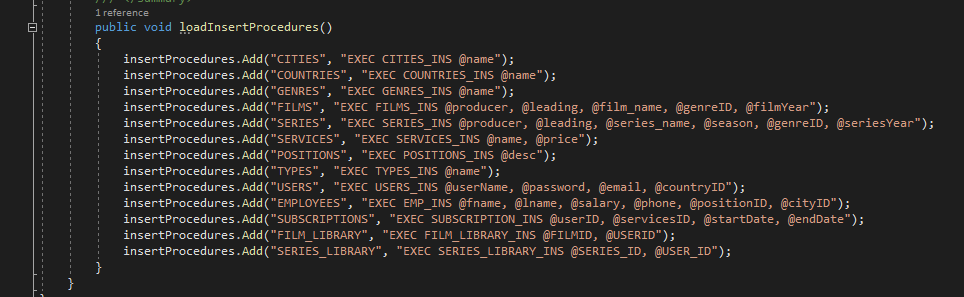 /// </summary>
1 reference
public void loadInsertProcedures()
{
insertProcedures.Add("CITIES", "EXEC CITIES_INS @name");
insertProcedures.Add("COUNTRIES", "EXEC COUNTRIES_INS @name");
insertProcedures.Add("GENRES", "EXEC GENRES_INS @name");
insertProcedures.Add("FILMS", "EXEC FILMS_INS @producer, @leading, @film_name, @genreID, @filmYear");
insertProcedures.Add("SERIES", "EXEC SERIES_INS @producer, @leading, @series_name, @season, @genreID, @seriesYear");
insertProcedures.Add("SERVICES", "EXEC SERVICES_INS @name, @price");
insertProcedures.Add("POSITIONS", "EXEC POSITIONS_INS @desc");
insertProcedures.Add("TYPES", "EXEC TYPES_INS @name");
insertProcedures.Add("USERS", "EXEC USERS_INS @userName, @password, @email, @countryID");
insertProcedures.Add("EMPLOYEES", "EXEC EMP_INS @fname, @lname, @salary, @phone, @positionID, @cityID");
insertProcedures.Add("SUBSCRIPTIONS", "EXEC SUBSCRIPTION_INS @userID, @servicesID, @startDate, @endDate");
insertProcedures.Add("FILM_LIBRARY", "EXEC FILM_LIBRARY_INS @FILMID, @USERID");
insertProcedures.Add("SERIES_LIBRARY", "EXEC SERIES_LIBRARY_INS @SERIES_ID, @USER_ID");
}
}
}